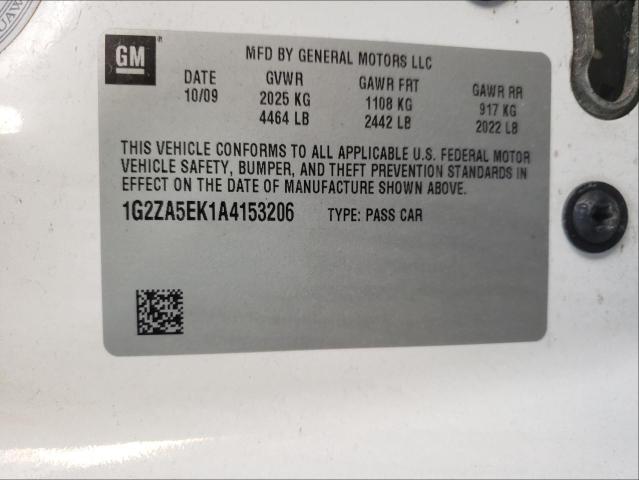 GM
MFD BY GENERAL MOTORS LLC
DATE GVWR GAWR FRT GAWR RR
10/09 2025 KG 1108 KG 917 KG
4464 LB 2442 LB 2022 LB
THIS VEHICLE CONFORMS TO ALL APPLICABLE U.S. FEDERAL MOTOR
VEHICLE SAFETY, BUMPER, AND THEFT PREVENTION STANDARDS IN
EFFECT ON THE DATE OF MANUFACTURE SHOWN ABOVE.
1G2ZA5EK1A4153206 TYPE: PASS CAR